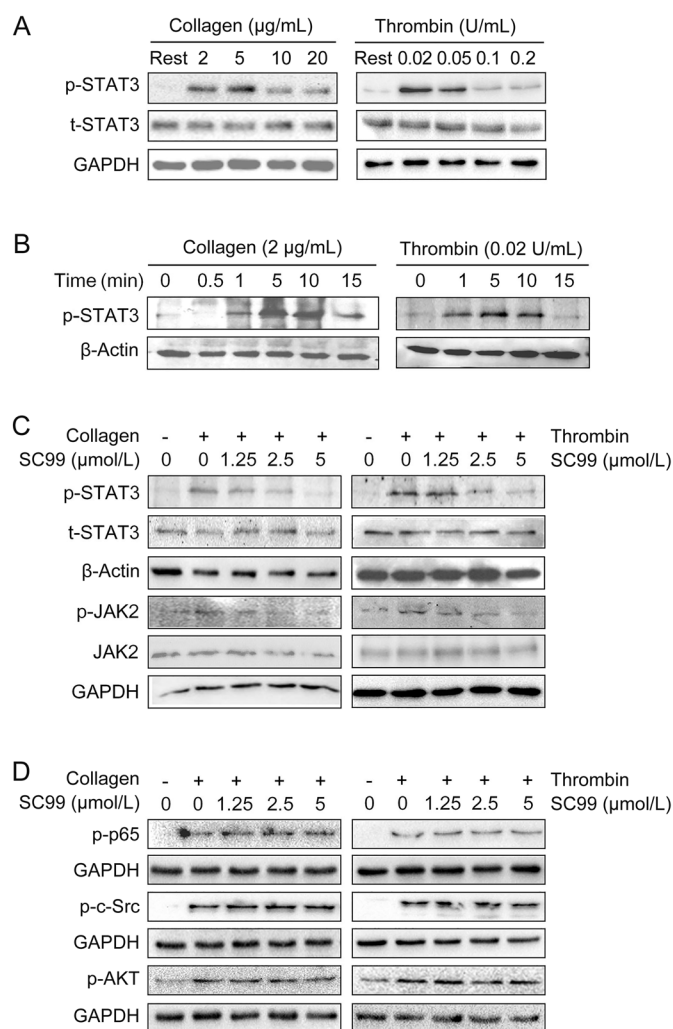 A
Collagen (μg/mL) Thrombin (U/mL)
Rest 2 5 10 20 Rest 0.02 0.05 0.1 0.2
p-STAT3
t-STAT3
GAPDH
B
Collagen (2 μg/mL) Thrombin (0.02 U/mL)
Time (min) 0 0.5 1 5 10 15 0 1 5 10 15
p-STAT3
β-Actin
C
Collagen - + + + + - + + + + Thrombin
SC99 (μmol/L) 0 0 1.25 2.5 5 0 0 1.25 2.5 5 SC99 (μmol/L)
p-STAT3
t-STAT3
β-Actin
p-JAK2
JAK2
GAPDH
D
Collagen - + + + + - + + + + Thrombin
SC99 (μmol/L) 0 0 1.25 2.5 5 0 0 1.25 2.5 5 SC99 (μmol/L)
p-p65
GAPDH
p-c-Src
GAPDH
p-AKT
GAPDH